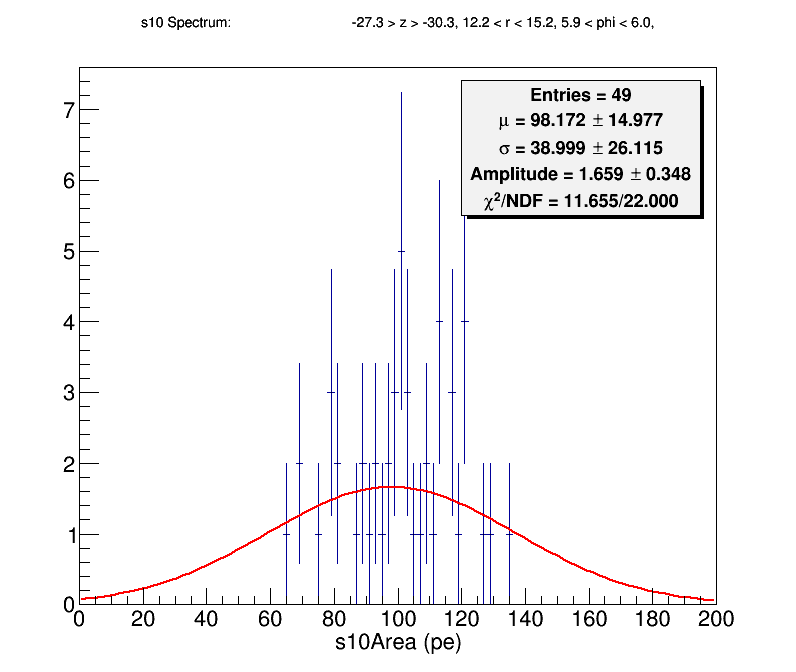 s10 Spectrum: -27.3 > z > -30.3, 12.2 < r < 15.2, 5.9 < phi < 6.0,
Entries = 49
μ = 98.172 ± 14.977
σ = 38.999 ± 26.115
Amplitude = 1.659 ± 0.348
χ²/NDF = 11.655/22.000
7
6
5
4
3
2
1
0
0 20 40 60 80 100 120 140 160 180 200
s10Area (pe)